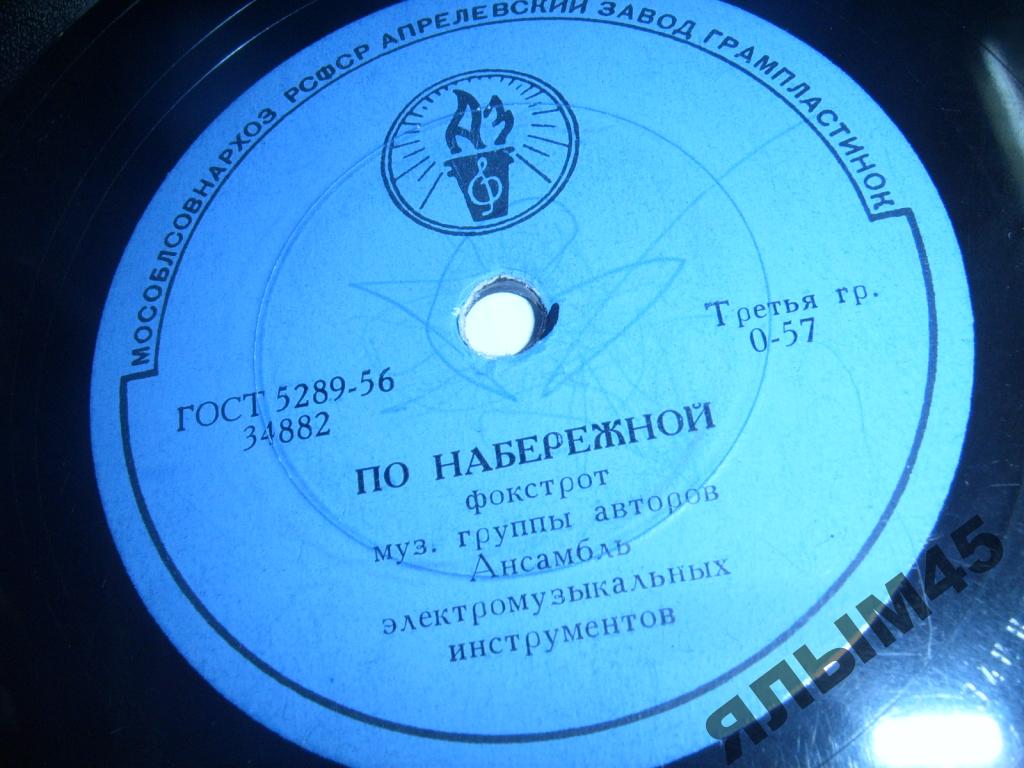 МОСОБЛСОВНАРХОЗ РСФСР АПРЕЛЕВСКИЙ ЗАВОД ГРАМПЛАСТИНОК
АЗ
Третья гр.
0-57
ГОСТ 5289-56
34882
ПО НАБЕРЕЖНОЙ
фокстрот
муз. группы авторов
Ансамбль
электромузыкальных
инструментов
ЯЛЫМ45